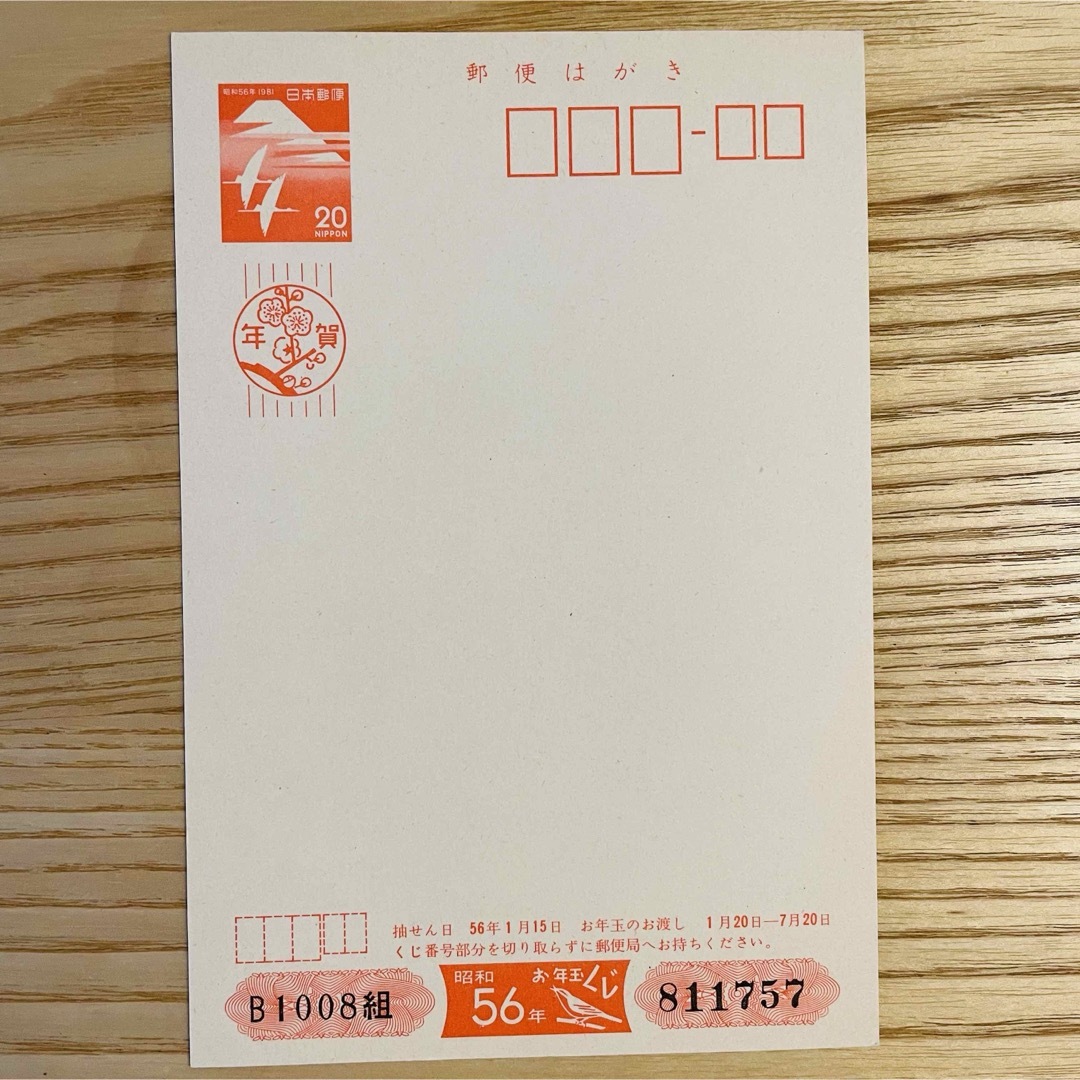 郵便はがき
昭和56年 1981 日本郵便
20
NIPPON
年賀
抽せん日 56年1月15日 お年玉のお渡し 1月20日―7月20日
くじ番号部分を切り取らずに郵便局へお持ちください。
B1008組
昭和
56年
お年玉くじ
811757